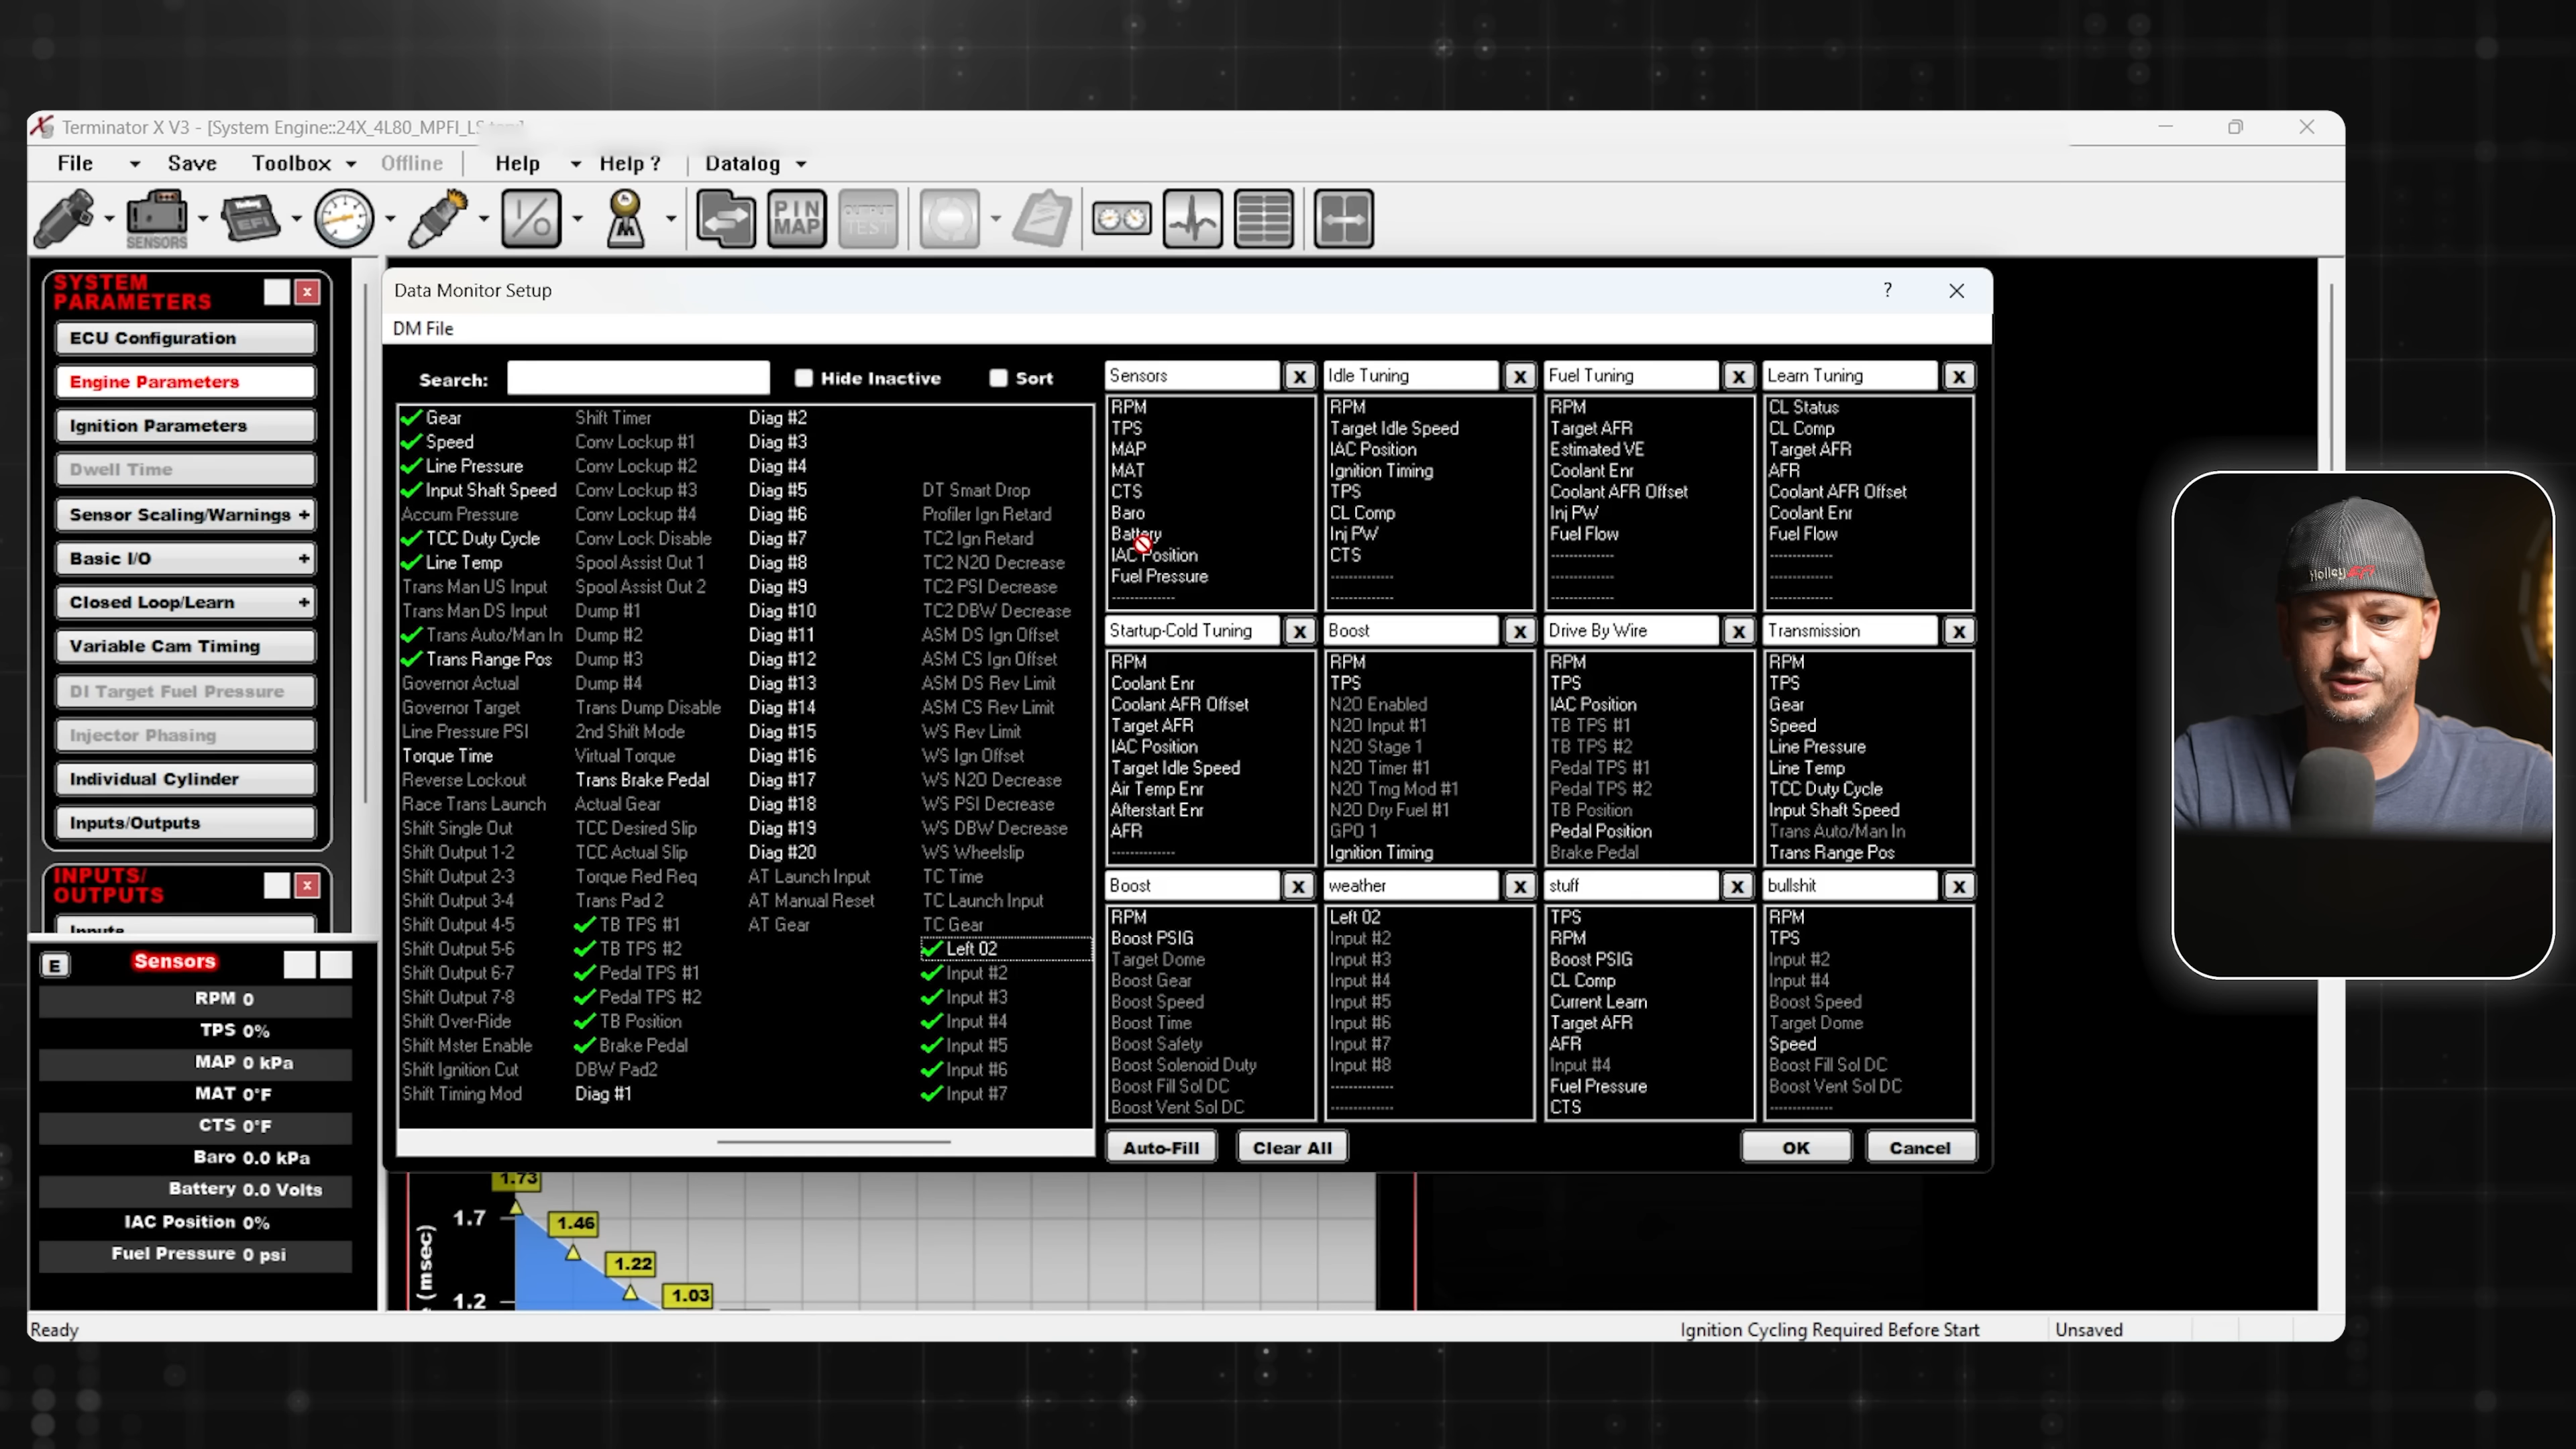 Terminator X V3 - [System Engine::24X_4L80_MPFI_LS
File Save Toolbox Offline Help Help ? Datalog
SENSORS
Holley EFI
I/O
PIN MAP
OUTPUT TEST
SYSTEM
PARAMETERS
x
ECU Configuration
Engine Parameters
Ignition Parameters
Dwell Time
Sensor Scaling/Warnings +
Basic I/O +
Closed Loop/Learn +
Variable Cam Timing
DI Target Fuel Pressure
Injector Phasing
Individual Cylinder
Inputs/Outputs
INPUTS/
OUTPUTS
x
Inputs
E Sensors
RPM 0
TPS 0%
MAP 0 kPa
MAT 0°F
CTS 0°F
Baro 0.0 kPa
Battery 0.0 Volts
IAC Position 0%
Fuel Pressure 0 psi
Data Monitor Setup ?
DM File
Search: Hide Inactive Sort
Gear
Speed
Line Pressure
Input Shaft Speed
Accum Pressure
TCC Duty Cycle
Line Temp
Trans Man US Input
Trans Man DS Input
Trans Auto/Man In
Trans Range Pos
Governor Actual
Governor Target
Line Pressure PSI
Torque Time
Reverse Lockout
Race Trans Launch
Shift Single Out
Shift Output 1-2
Shift Output 2-3
Shift Output 3-4
Shift Output 4-5
Shift Output 5-6
Shift Output 6-7
Shift Output 7-8
Shift Over-Ride
Shift Mster Enable
Shift Ignition Cut
Shift Timing Mod
Shift Timer
Conv Lockup #1
Conv Lockup #2
Conv Lockup #3
Conv Lockup #4
Conv Lock Disable
Spool Assist Out 1
Spool Assist Out 2
Dump #1
Dump #2
Dump #3
Dump #4
Trans Dump Disable
2nd Shift Mode
Virtual Torque
Trans Brake Pedal
Actual Gear
TCC Desired Slip
TCC Actual Slip
Torque Red Req
Trans Pad 2
TB TPS #1
TB TPS #2
Pedal TPS #1
Pedal TPS #2
TB Position
Brake Pedal
DBW Pad2
Diag #1
Diag #2
Diag #3
Diag #4
Diag #5
Diag #6
Diag #7
Diag #8
Diag #9
Diag #10
Diag #11
Diag #12
Diag #13
Diag #14
Diag #15
Diag #16
Diag #17
Diag #18
Diag #19
Diag #20
AT Launch Input
AT Manual Reset
AT Gear
DT Smart Drop
Profiler Ign Retard
TC2 Ign Retard
TC2 N2O Decrease
TC2 PSI Decrease
TC2 DBW Decrease
ASM DS Ign Offset
ASM CS Ign Offset
ASM DS Rev Limit
ASM CS Rev Limit
WS Rev Limit
WS Ign Offset
WS N2O Decrease
WS PSI Decrease
WS DBW Decrease
WS Wheelslip
TC Time
TC Launch Input
TC Gear
Left 02
Input #2
Input #3
Input #4
Input #5
Input #6
Input #7
Sensors X
RPM
TPS
MAP
MAT
CTS
Baro
Battery
IAC Position
Fuel Pressure
--------------
Idle Tuning X
RPM
Target Idle Speed
IAC Position
Ignition Timing
TPS
CL Comp
Inj PW
CTS
--------------
--------------
Fuel Tuning X
RPM
Target AFR
Estimated VE
Coolant Enr
Coolant AFR Offset
Inj PW
Fuel Flow
--------------
--------------
--------------
Learn Tuning X
CL Status
CL Comp
Target AFR
AFR
Coolant AFR Offset
Coolant Enr
Fuel Flow
--------------
--------------
--------------
Startup-Cold Tuning X
RPM
Coolant Enr
Coolant AFR Offset
Target AFR
IAC Position
Target Idle Speed
Air Temp Enr
Afterstart Enr
AFR
--------------
Boost X
RPM
TPS
N2O Enabled
N2O Input #1
N2O Stage 1
N2O Timer #1
N2O Tmg Mod #1
N2O Dry Fuel #1
GPO 1
Ignition Timing
Drive By Wire X
RPM
TPS
IAC Position
TB TPS #1
TB TPS #2
Pedal TPS #1
Pedal TPS #2
TB Position
Pedal Position
Brake Pedal
Transmission X
RPM
TPS
Gear
Speed
Line Pressure
Line Temp
TCC Duty Cycle
Input Shaft Speed
Trans Auto/Man In
Trans Range Pos
Boost X
RPM
Boost PSIG
Target Dome
Boost Gear
Boost Speed
Boost Time
Boost Safety
Boost Solenoid Duty
Boost Fill Sol DC
Boost Vent Sol DC
weather X
Left 02
Input #2
Input #3
Input #4
Input #5
Input #6
Input #7
Input #8
--------------
--------------
stuff X
TPS
RPM
Boost PSIG
CL Comp
Current Learn
Target AFR
AFR
Input #4
Fuel Pressure
CTS
bullshit X
RPM
TPS
Input #2
Input #4
Boost Speed
Target Dome
Speed
Boost Fill Sol DC
Boost Vent Sol DC
--------------
Auto-Fill Clear All OK Cancel
1.73
1.7
1.46
1.22
1.03
1.2
(msec)
Holley EFI
Ready Ignition Cycling Required Before Start Unsaved